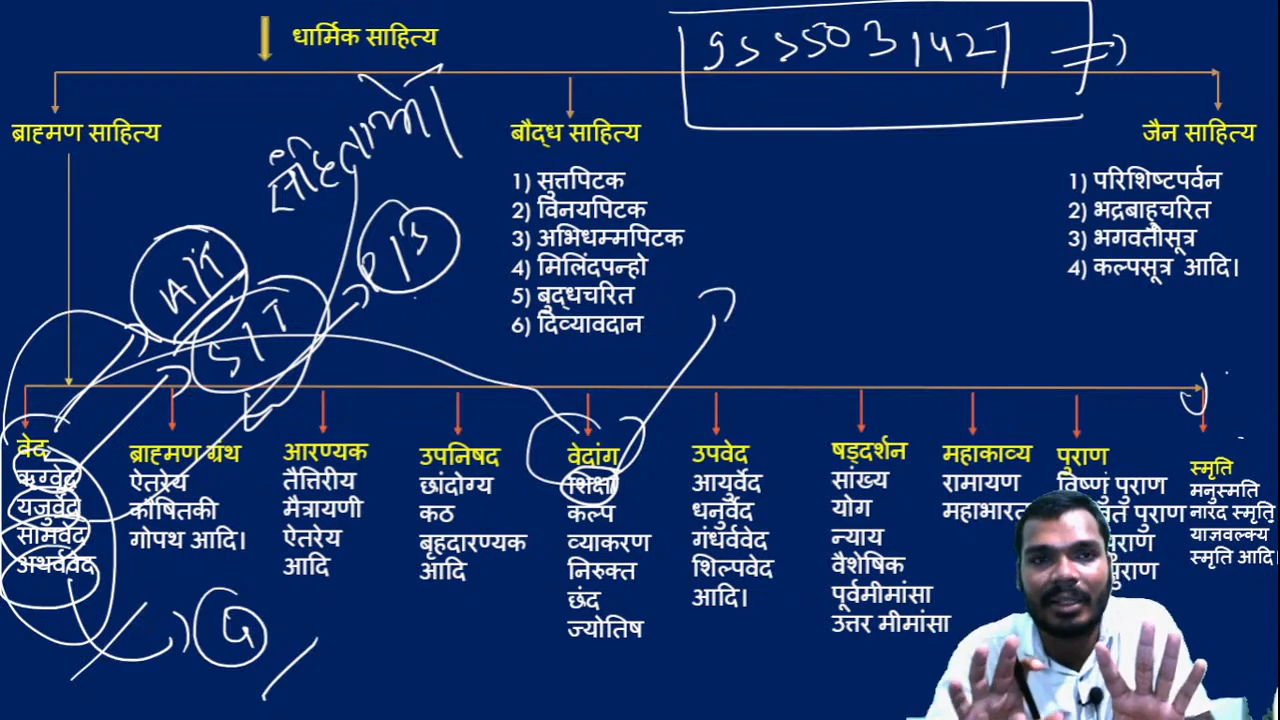 धार्मिक साहित्य
9555031427
ब्राह्मण साहित्य
बौद्ध साहित्य
जैन साहित्य
संहिताओं
1) सुत्तपिटक
2) विनयपिटक
3) अभिधम्मपिटक
4) मिलिंदपन्हो
5) बुद्धचरित
6) दिव्यावदान
1) परिशिष्टपर्वन
2) भद्रबाहुचरित
3) भगवतीसूत्र
4) कल्पसूत्र आदि।
वेद
ऋग्वेद
यजुर्वेद
सामवेद
अथर्ववेद
ब्राह्मण ग्रथ
ऐतरेय
कौषितकी
गोपथ आदि।
आरण्यक
तैत्तिरीय
मैत्रायणी
ऐतरेय
आदि
उपनिषद
छांदोग्य
कठ
बृहदारण्यक
आदि
वेदांग
शिक्षा
कल्प
व्याकरण
निरुक्त
छंद
ज्योतिष
उपवेद
आयुर्वेद
धनुर्वेद
गंधर्ववेद
शिल्पवेद
आदि।
षड्दर्शन
सांख्य
योग
न्याय
वैशेषिक
पूर्वमीमांसा
उत्तर मीमांसा
महाकाव्य
रामायण
महाभारत
पुराण
विष्णुं पुराण
पुराण
पुराण
पुराण
स्मृति
मनुस्मति
नारद स्मृति
याज्ञवल्क्य
स्मृति आदि